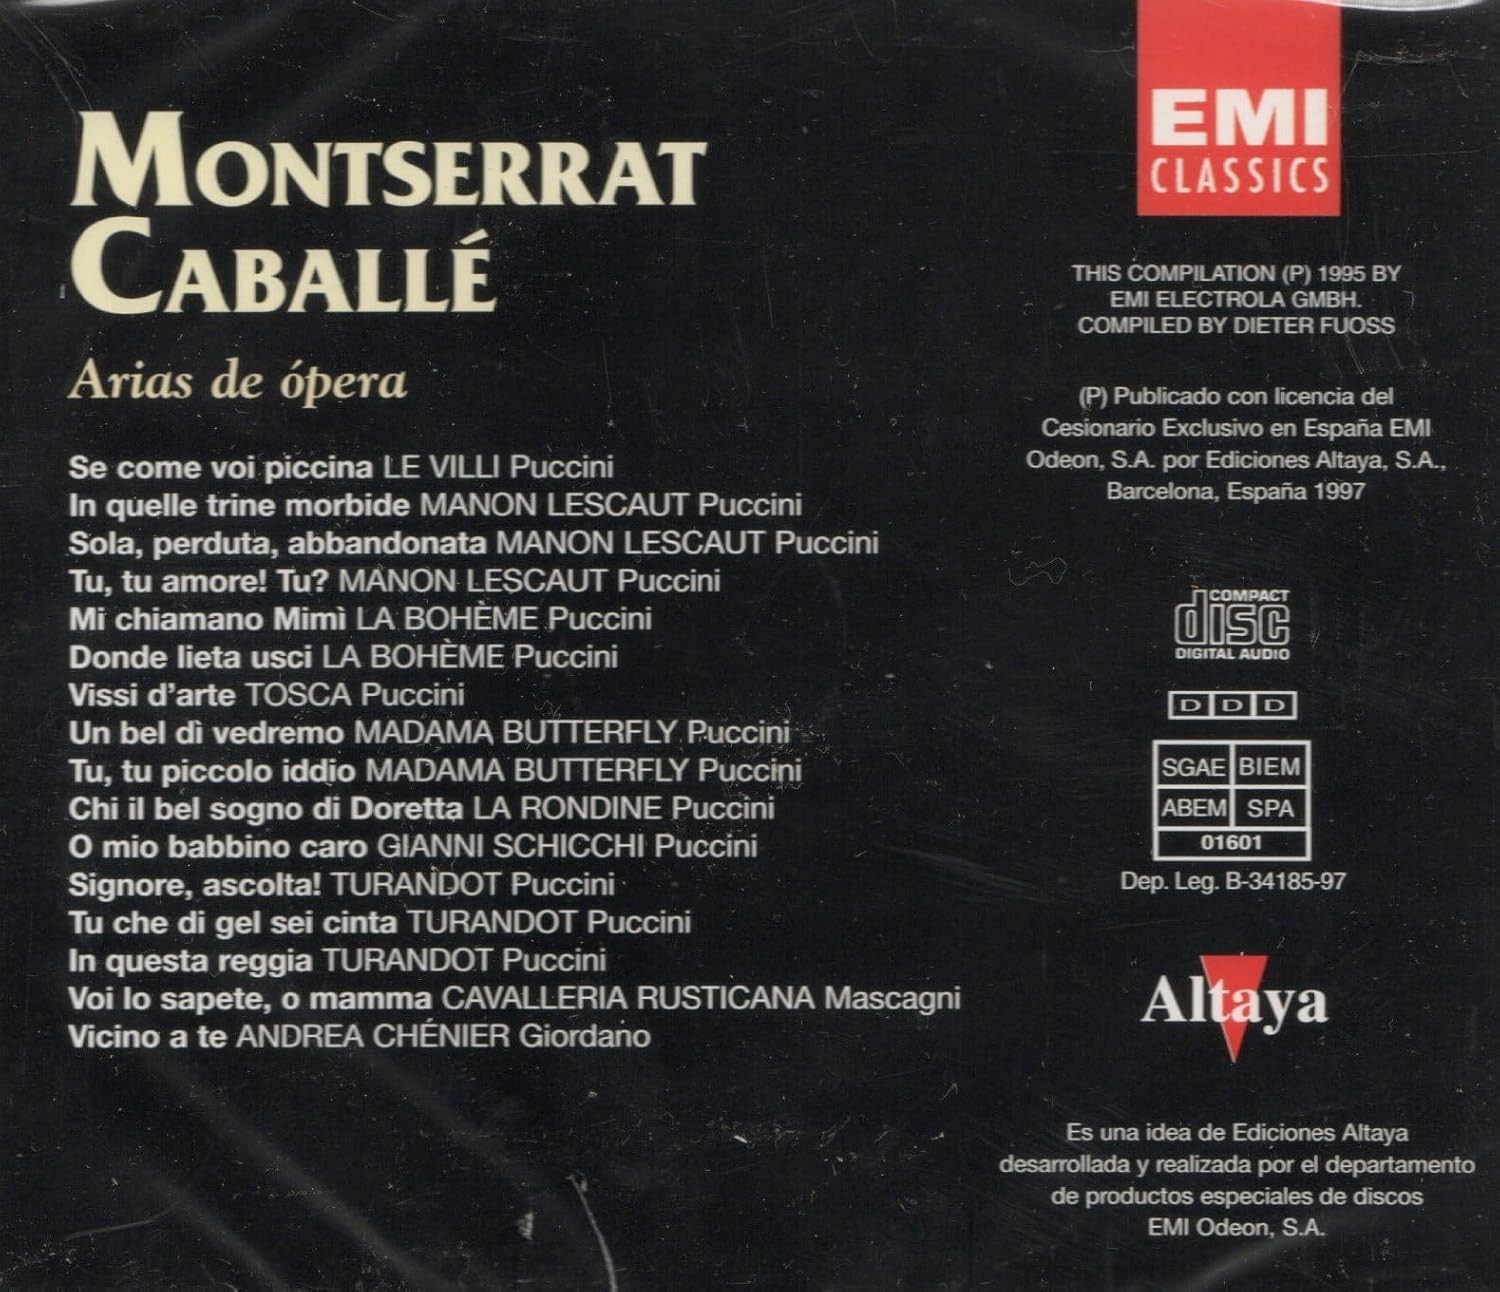 MONTSERRAT
CABALLÉ
Arias de ópera
Se come voi piccina LE VILLI Puccini
In quelle trine morbide MANON LESCAUT Puccini
Sola, perduta, abbandonata MANON LESCAUT Puccini
Tu, tu amore! Tu? MANON LESCAUT Puccini
Mi chiamano Mimì LA BOHÈME Puccini
Donde lieta usci LA BOHÈME Puccini
Vissi d'arte TOSCA Puccini
Un bel dì vedremo MADAMA BUTTERFLY Puccini
Tu, tu piccolo iddio MADAMA BUTTERFLY Puccini
Chi il bel sogno di Doretta LA RONDINE Puccini
O mio babbino caro GIANNI SCHICCHI Puccini
Signore, ascolta! TURANDOT Puccini
Tu che di gel sei cinta TURANDOT Puccini
In questa reggia TURANDOT Puccini
Voi lo sapete, o mamma CAVALLERIA RUSTICANA Mascagni
Vicino a te ANDREA CHÉNIER Giordano
EMI
CLASSICS
THIS COMPILATION (P) 1995 BY
EMI ELECTROLA GMBH.
COMPILED BY DIETER FUOSS
(P) Publicado con licencia del
Cesionario Exclusivo en España EMI
Odeon, S.A. por Ediciones Altaya, S.A.,
Barcelona, España 1997
COMPACT
disc
DIGITAL AUDIO
D D D
SGAE BIEM
ABEM SPA
01601
Dep. Leg. B-34185-97
Altaya
Es una idea de Ediciones Altaya
desarrollada y realizada por el departamento
de productos especiales de discos
EMI Odeon, S.A.